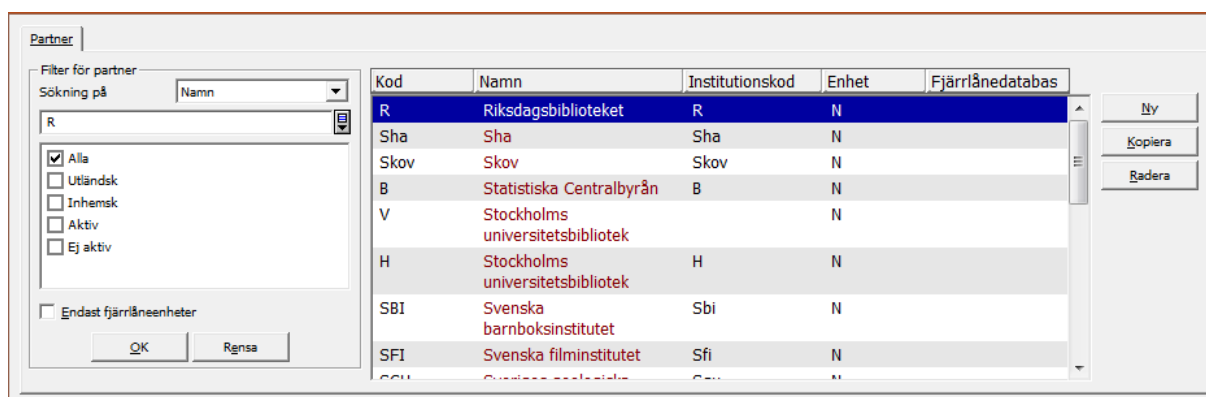 Partner
Filter för partner
Sökning på Namn
R
Alla
Utländsk
Inhemsk
Aktiv
Ej aktiv
Endast fjärrlåneenheter
OK Rensa
Kod Namn Institutionskod Enhet Fjärrlånedatabas
R Riksdagsbiblioteket R N
Sha Sha Sha N
Skov Skov Skov N
B Statistiska Centralbyrån B N
V Stockholms N
universitetsbibliotek
H Stockholms H N
universitetsbibliotek
SBI Svenska Sbi N
barnboksinstitutet
SFI Svenska filminstitutet Sfi N
Ny
Kopiera
Radera